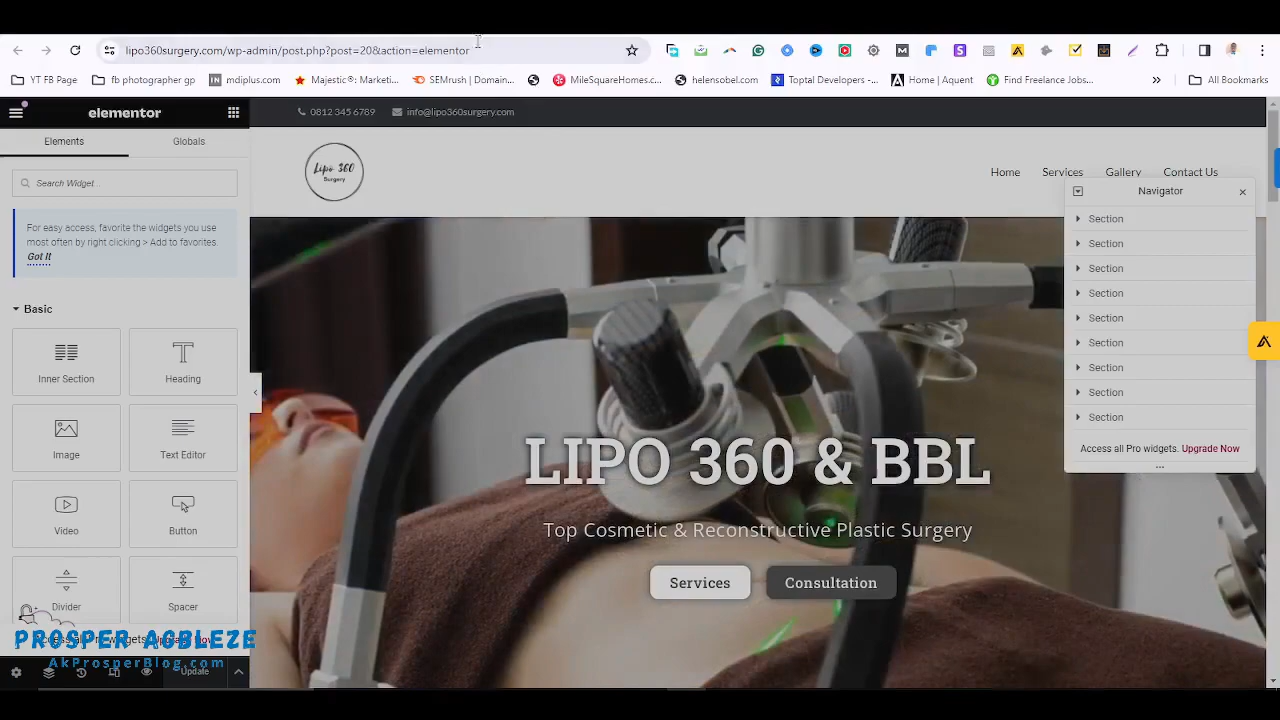 lipo360surgery.com/wp-admin/post.php?post=20&action=elementor
YT FB Page
fb photographer gp
mdiplus.com
Majestic®: Marketi...
SEMrush | Domain...
MileSquareHomes.c...
helensobel.com
Toptal Developers -...
Home | Aquent
Find Freelance Jobs...
»
All Bookmarks
elementor
Elements
Globals
Search Widget...
For easy access, favorite the widgets you use
most often by right clicking > Add to favorites.
Got It
Basic
Inner Section
Heading
Image
Text Editor
Video
Button
Divider
Spacer
PROSPER AGBLEZE
AkProsperBlog.com
Update
0812 345 6789
info@lipo360surgery.com
Lipo 360
Surgery
Home
Services
Gallery
Contact Us
LIPO 360 & BBL
Top Cosmetic & Reconstructive Plastic Surgery
Services
Consultation
Navigator
Section
Section
Section
Section
Section
Section
Section
Section
Section
Access all Pro widgets. Upgrade Now